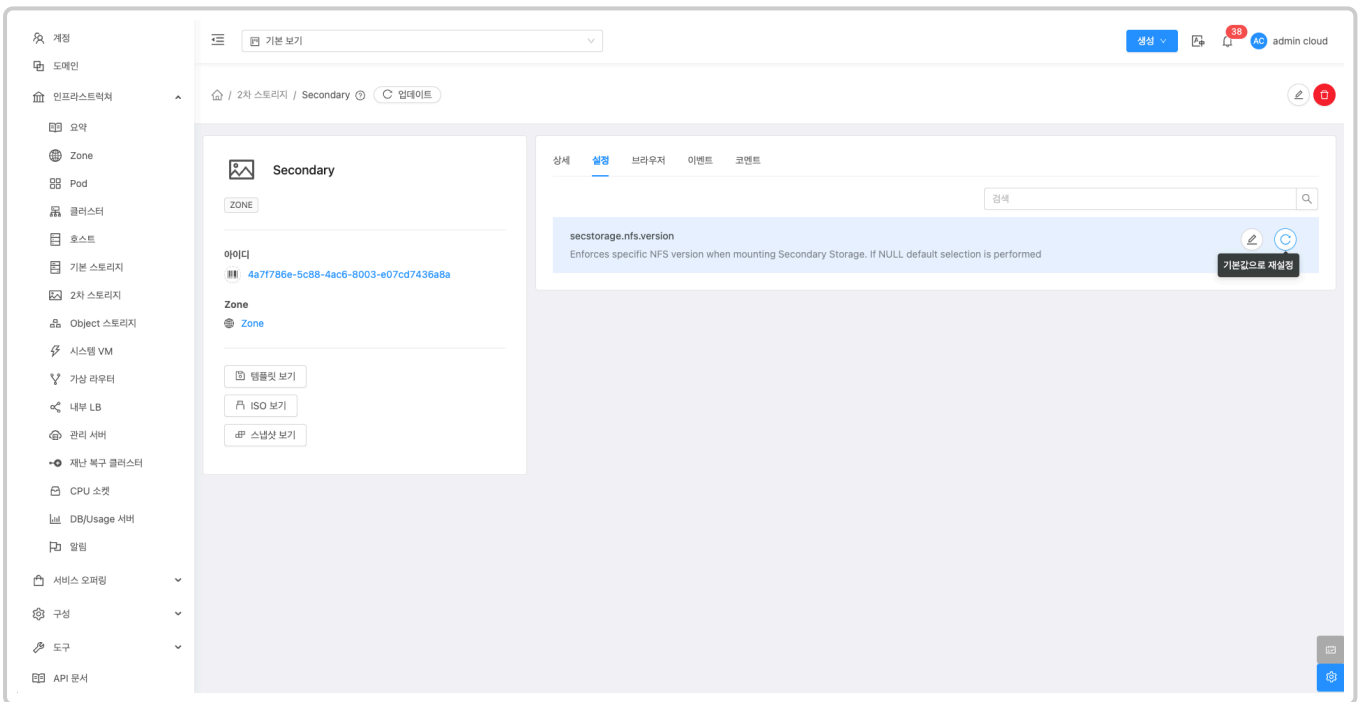 계정
도메인
인프라스트럭쳐
요약
Zone
Pod
클러스터
호스트
기본 스토리지
2차 스토리지
Object 스토리지
시스템 VM
가상 라우터
내부 LB
관리 서버
재난 복구 클러스터
CPU 소켓
DB/Usage 서버
알림
서비스 오퍼링
구성
도구
API 문서
기본 보기
생성
38
AC admin cloud
/ 2차 스토리지 / Secondary 업데이트
Secondary
ZONE
아이디
4a7f786e-5c88-4ac6-8003-e07cd7436a8a
Zone
Zone
템플릿 보기
ISO 보기
스냅샷 보기
상세 설정 브라우저 이벤트 코멘트
검색
secstorage.nfs.version
Enforces specific NFS version when mounting Secondary Storage. If NULL default selection is performed
기본값으로 재설정